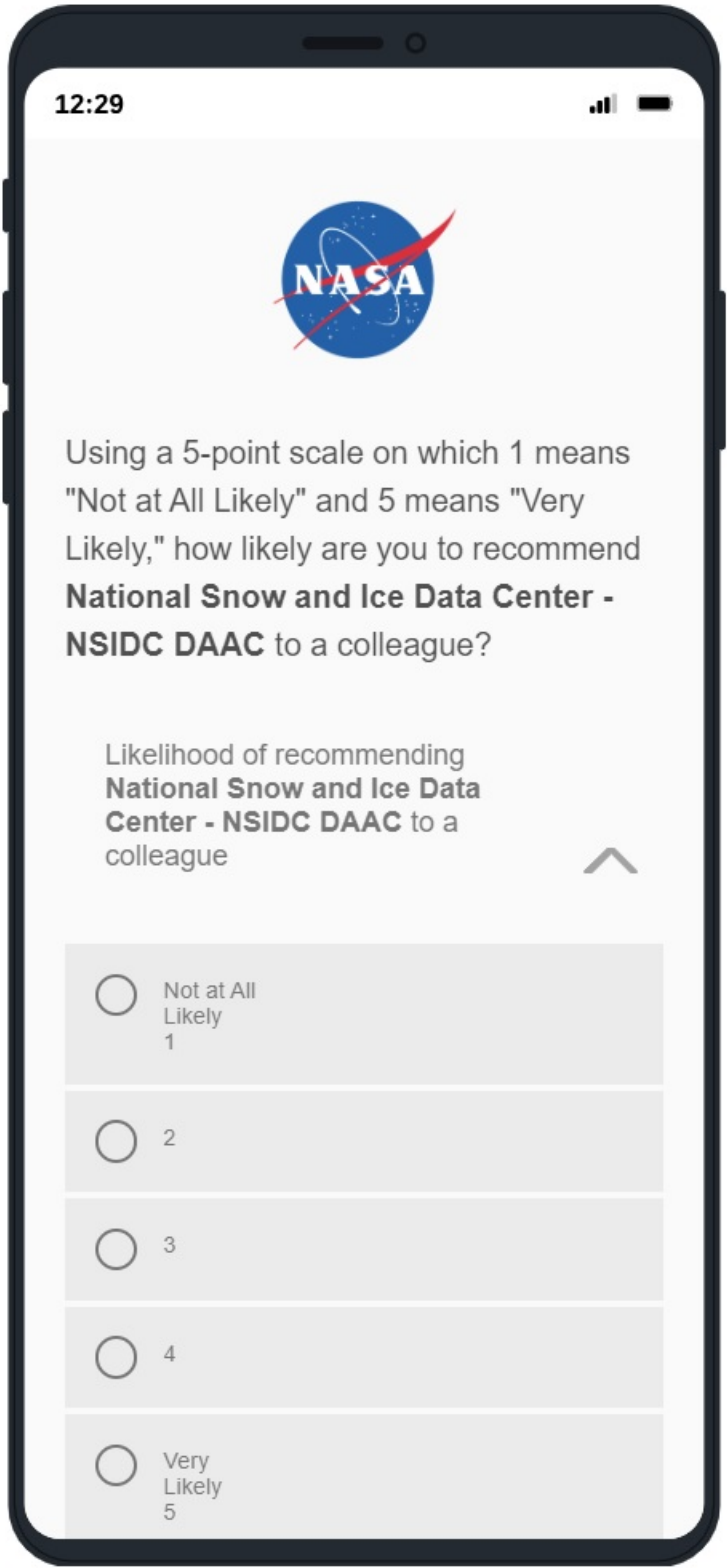 12:29
NASA
Using a 5-point scale on which 1 means
"Not at All Likely" and 5 means "Very
Likely," how likely are you to recommend
National Snow and Ice Data Center -
NSIDC DAAC to a colleague?
Likelihood of recommending
National Snow and Ice Data
Center - NSIDC DAAC to a
colleague
Not at All
Likely
1
2
3
4
Very
Likely
5